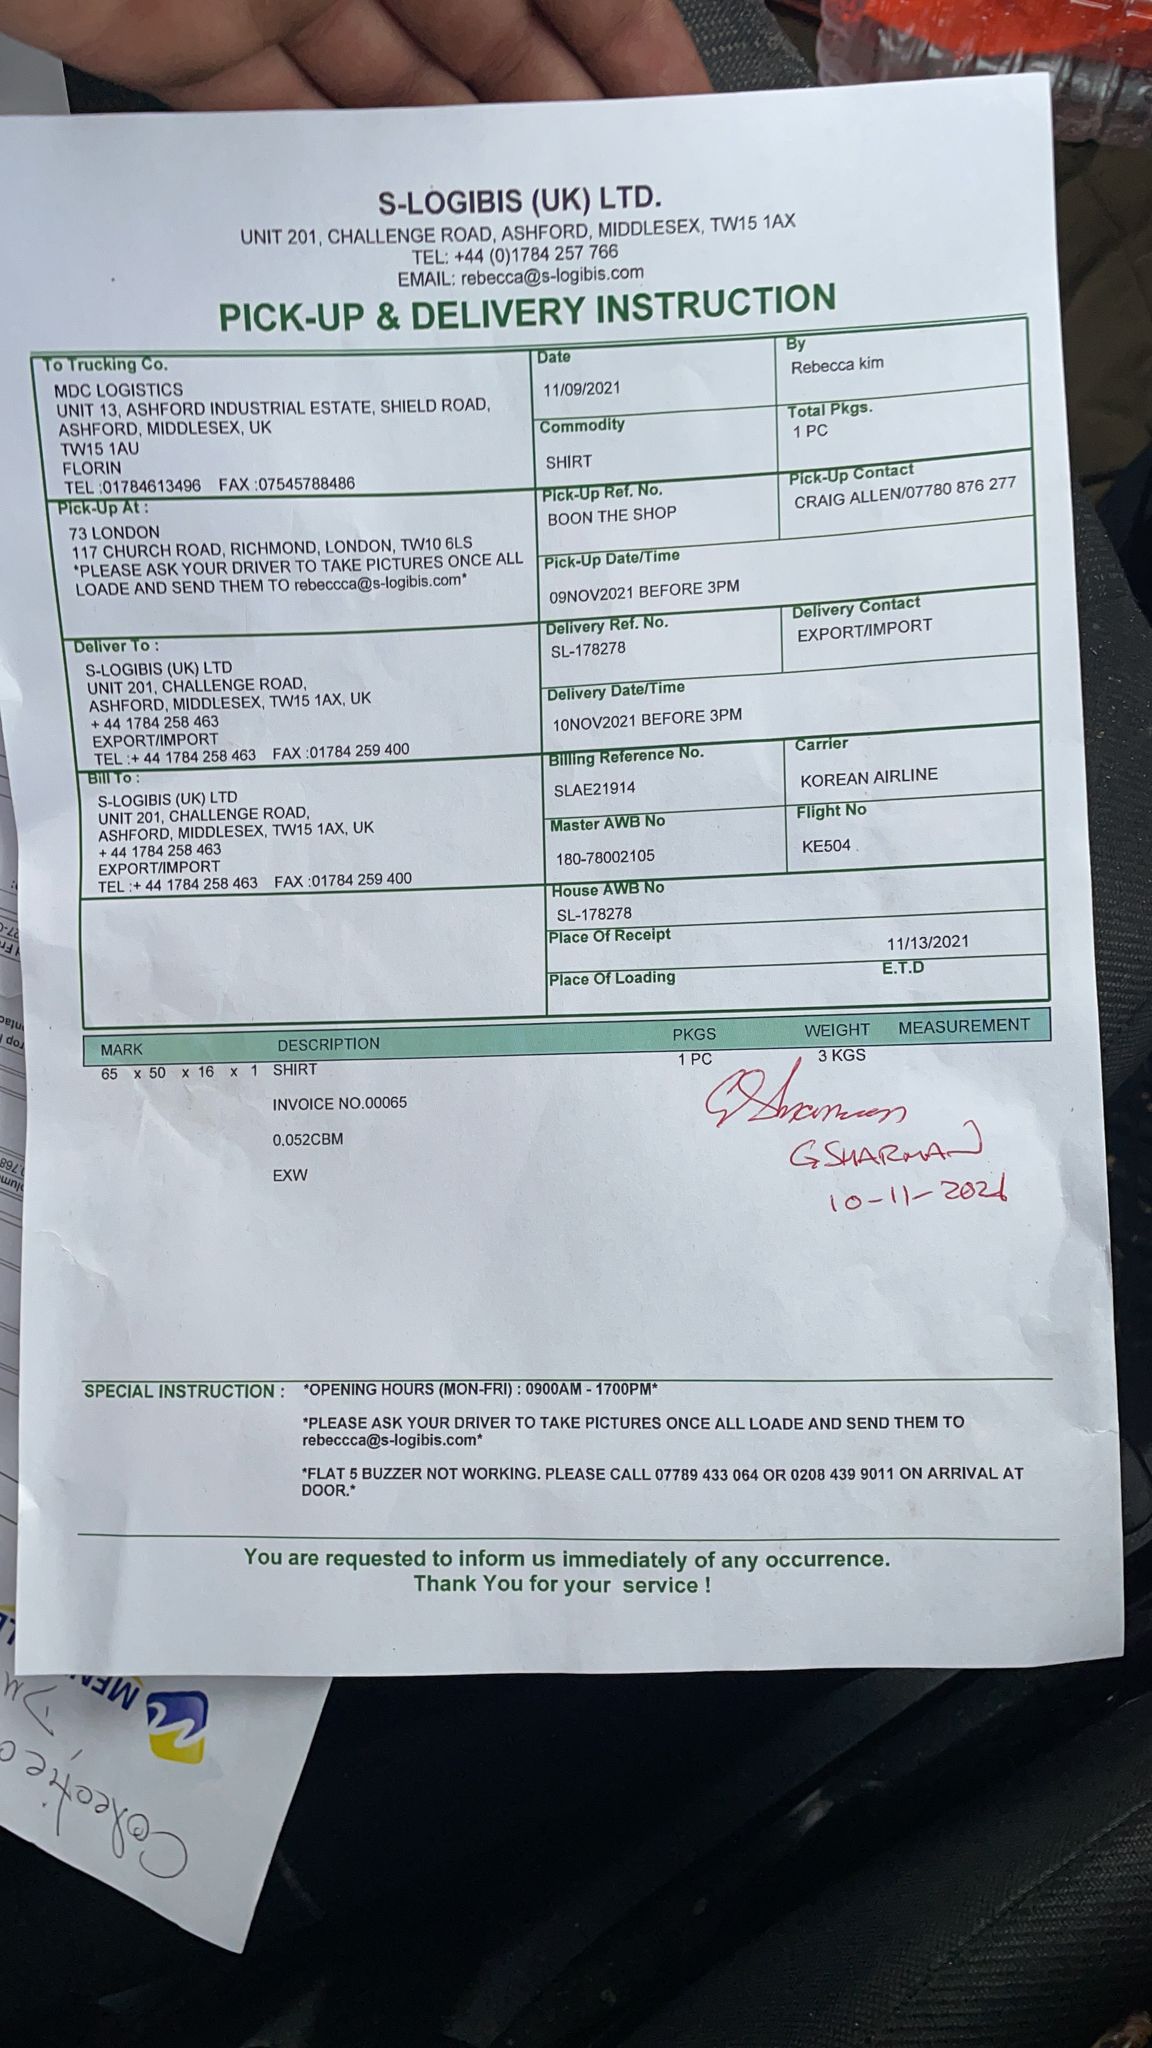 S-LOGIBIS (UK) LTD.
UNIT 201, CHALLENGE ROAD, ASHFORD, MIDDLESEX, TW15 1AX
TEL: +44 (0)1784 257 766
EMAIL: rebecca@s-logibis.com
PICK-UP & DELIVERY INSTRUCTION
To Trucking Co.
MDC LOGISTICS
UNIT 13, ASHFORD INDUSTRIAL ESTATE, SHIELD ROAD,
ASHFORD, MIDDLESEX, UK
TW15 1AU
FLORIN
TEL :01784613496 FAX :07545788486
Date
11/09/2021
By
Rebecca kim
Commodity
SHIRT
Total Pkgs.
1 PC
Pick-Up At :
73 LONDON
117 CHURCH ROAD, RICHMOND, LONDON, TW10 6LS
*PLEASE ASK YOUR DRIVER TO TAKE PICTURES ONCE ALL
LOADE AND SEND THEM TO rebeccca@s-logibis.com*
Pick-Up Ref. No.
BOON THE SHOP
Pick-Up Contact
CRAIG ALLEN/07780 876 277
Pick-Up Date/Time
09NOV2021 BEFORE 3PM
Deliver To :
S-LOGIBIS (UK) LTD
UNIT 201, CHALLENGE ROAD,
ASHFORD, MIDDLESEX, TW15 1AX, UK
+ 44 1784 258 463
EXPORT/IMPORT
TEL :+ 44 1784 258 463 FAX :01784 259 400
Delivery Ref. No.
SL-178278
Delivery Contact
EXPORT/IMPORT
Delivery Date/Time
10NOV2021 BEFORE 3PM
Bill To :
S-LOGIBIS (UK) LTD
UNIT 201, CHALLENGE ROAD,
ASHFORD, MIDDLESEX, TW15 1AX, UK
+ 44 1784 258 463
EXPORT/IMPORT
TEL :+ 44 1784 258 463 FAX :01784 259 400
Billing Reference No.
SLAE21914
Carrier
KOREAN AIRLINE
Master AWB No
180-78002105
Flight No
KE504
House AWB No
SL-178278
Place Of Receipt
11/13/2021
Place Of Loading
E.T.D
MARK DESCRIPTION PKGS WEIGHT MEASUREMENT
65 x 50 x 16 x 1 SHIRT 1 PC 3 KGS
INVOICE NO.00065
0.052CBM
EXW
G SHARMAN
10-11-2021
SPECIAL INSTRUCTION : *OPENING HOURS (MON-FRI) : 0900AM - 1700PM*
*PLEASE ASK YOUR DRIVER TO TAKE PICTURES ONCE ALL LOADE AND SEND THEM TO
rebeccca@s-logibis.com*
*FLAT 5 BUZZER NOT WORKING. PLEASE CALL 07789 433 064 OR 0208 439 9011 ON ARRIVAL AT
DOOR.*
You are requested to inform us immediately of any occurrence.
Thank You for your service !